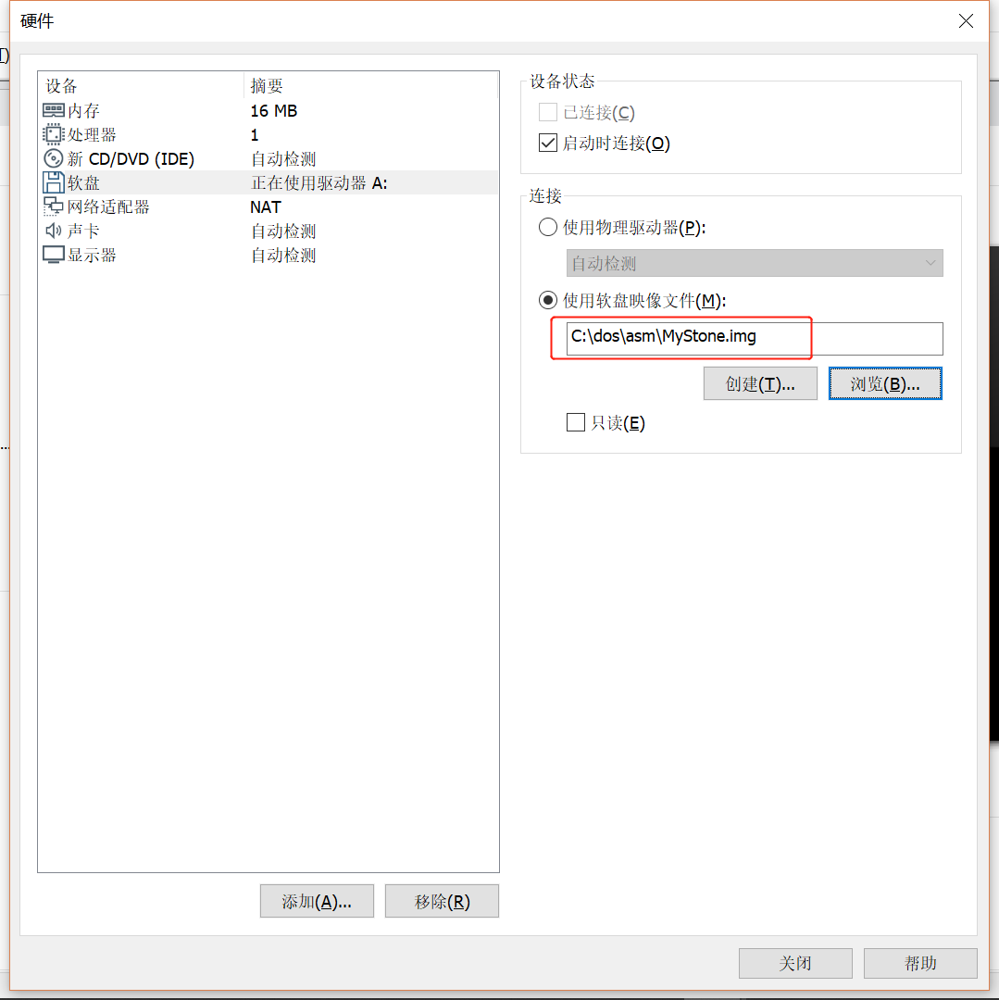 硬件
设备 摘要
内存 16 MB
处理器 1
新 CD/DVD (IDE) 自动检测
软盘 正在使用驱动器 A:
网络适配器 NAT
声卡 自动检测
显示器 自动检测
添加(A)... 移除(R)
设备状态
已连接(C)
启动时连接(O)
连接
使用物理驱动器(P):
自动检测
使用软盘映像文件(M):
C:\dos\asm\MyStone.img
创建(T)... 浏览(B)...
只读(E)
关闭 帮助